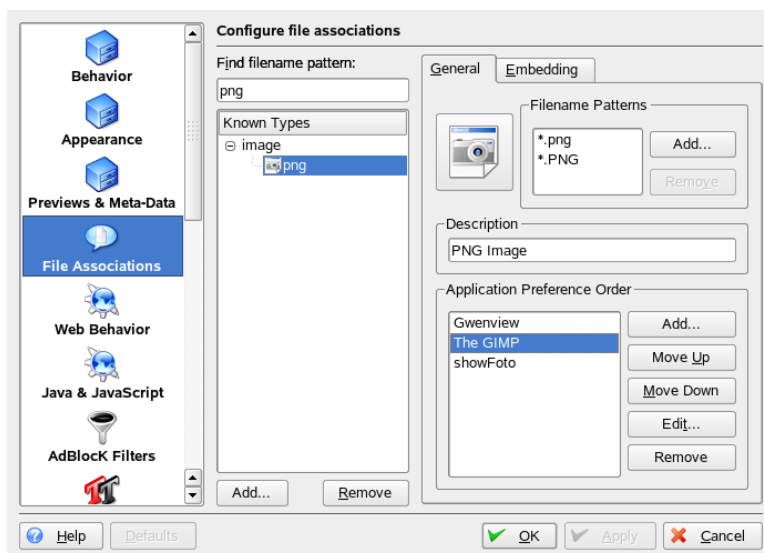 Behavior
Appearance
Previews & Meta-Data
File Associations
Web Behavior
Java & JavaScript
AdBlocK Filters
Configure file associations
Find filename pattern:
png
Known Types
image
png
Add...
Remove
General
Embedding
Filename Patterns
*.png
*.PNG
Add...
Remove
Description
PNG Image
Application Preference Order
Gwenview
The GIMP
showFoto
Add...
Move Up
Move Down
Edit...
Remove
Help
Defaults
OK
Apply
Cancel